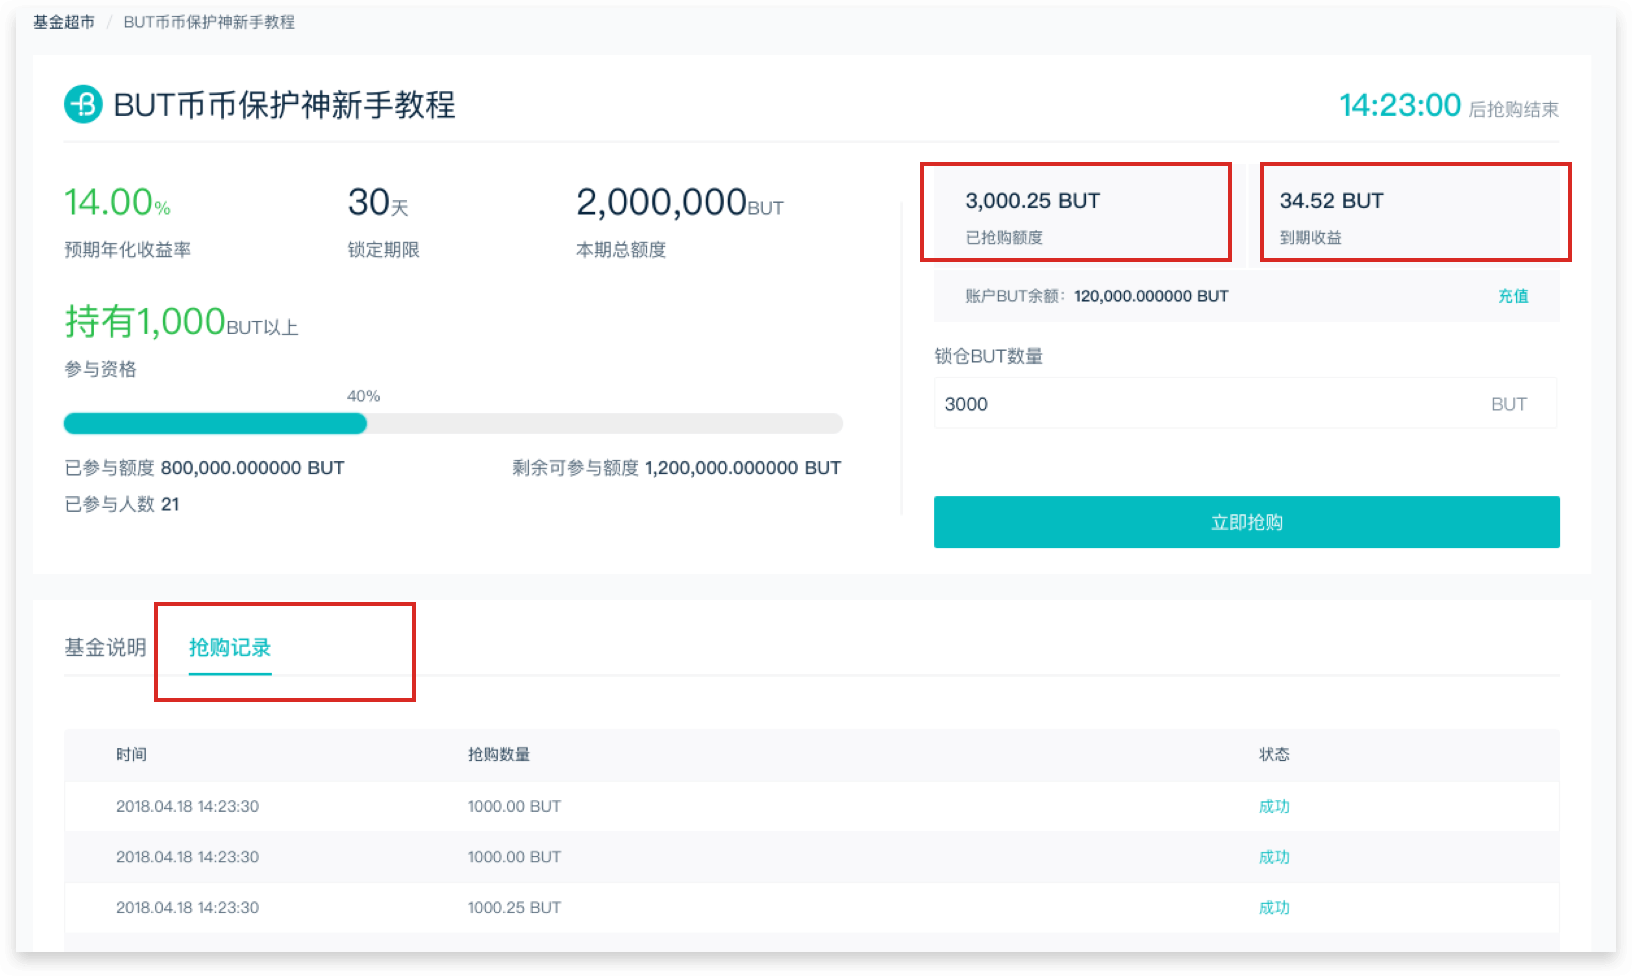 基金超市 / BUT币币保护神新手教程
BUT币币保护神新手教程
14:23:00 后抢购结束
14.00%
预期年化收益率
30天
锁定期限
2,000,000BUT
本期总额度
持有1,000BUT以上
参与资格
40%
已参与额度 800,000.000000 BUT
剩余可参与额度 1,200,000.000000 BUT
已参与人数 21
3,000.25 BUT
已抢购额度
34.52 BUT
到期收益
账户BUT余额: 120,000.000000 BUT 充值
锁仓BUT数量
3000 BUT
立即抢购
基金说明 抢购记录
时间 抢购数量 状态
2018.04.18 14:23:30 1000.00 BUT 成功
2018.04.18 14:23:30 1000.00 BUT 成功
2018.04.18 14:23:30 1000.25 BUT 成功